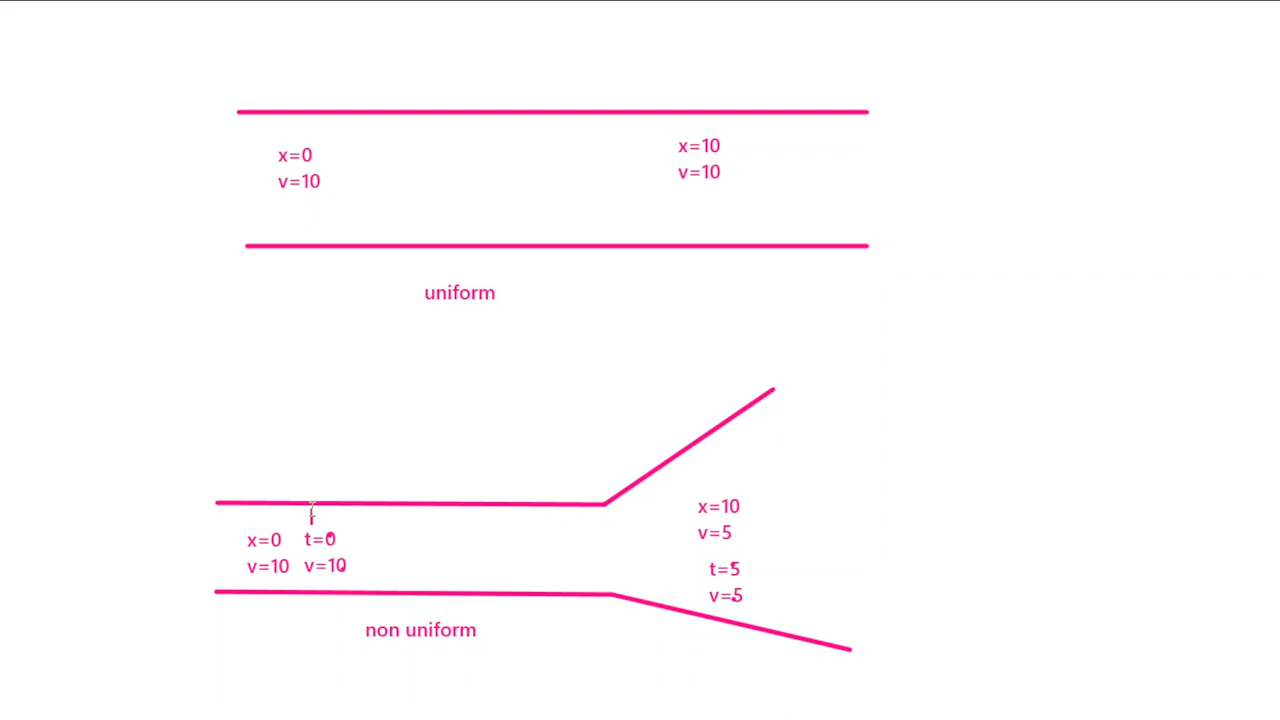 x=0
v=10
x=10
v=10
uniform
x=0
v=10
t=0
v=10
x=10
v=5
t=5
v=5
non uniform